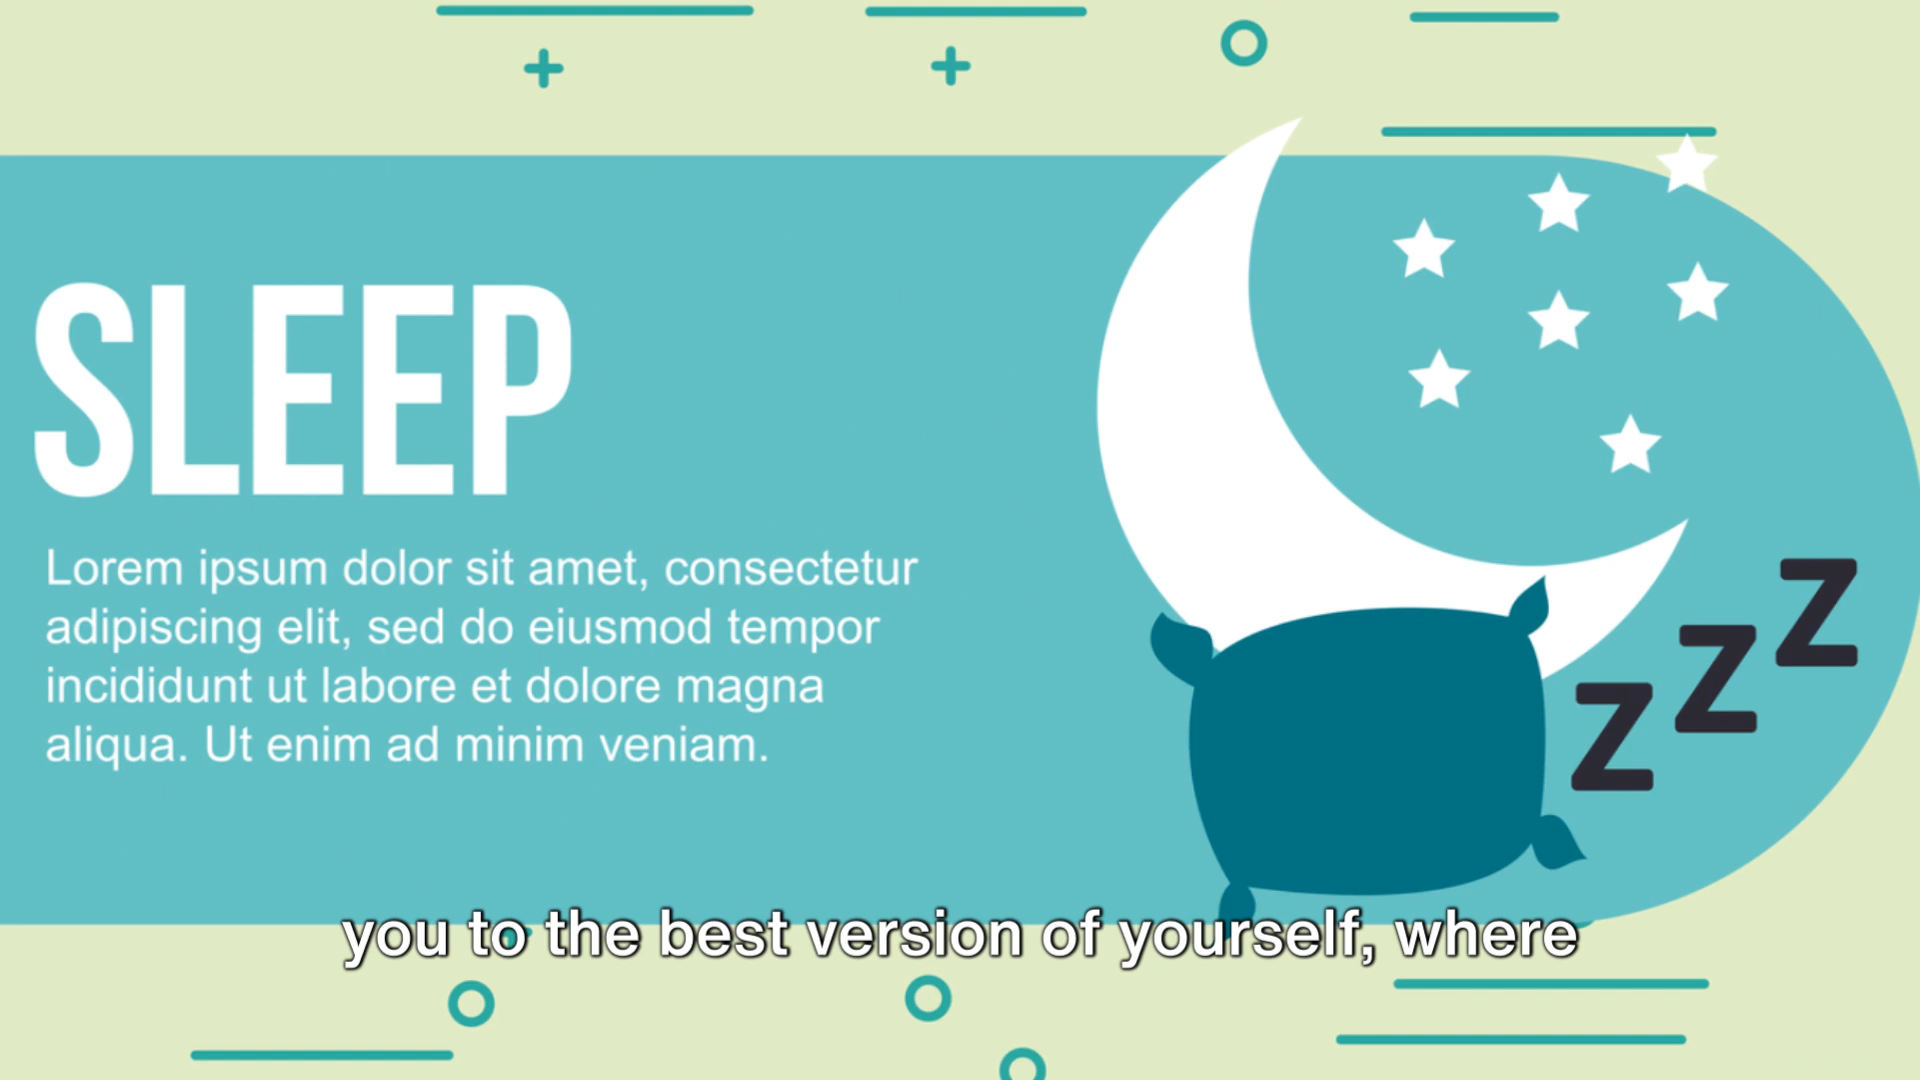 SLEEP
Lorem ipsum dolor sit amet, consectetur
adipiscing elit, sed do eiusmod tempor
incididunt ut labore et dolore magna
aliqua. Ut enim ad minim veniam.
z z z
you to the best version of yourself, where